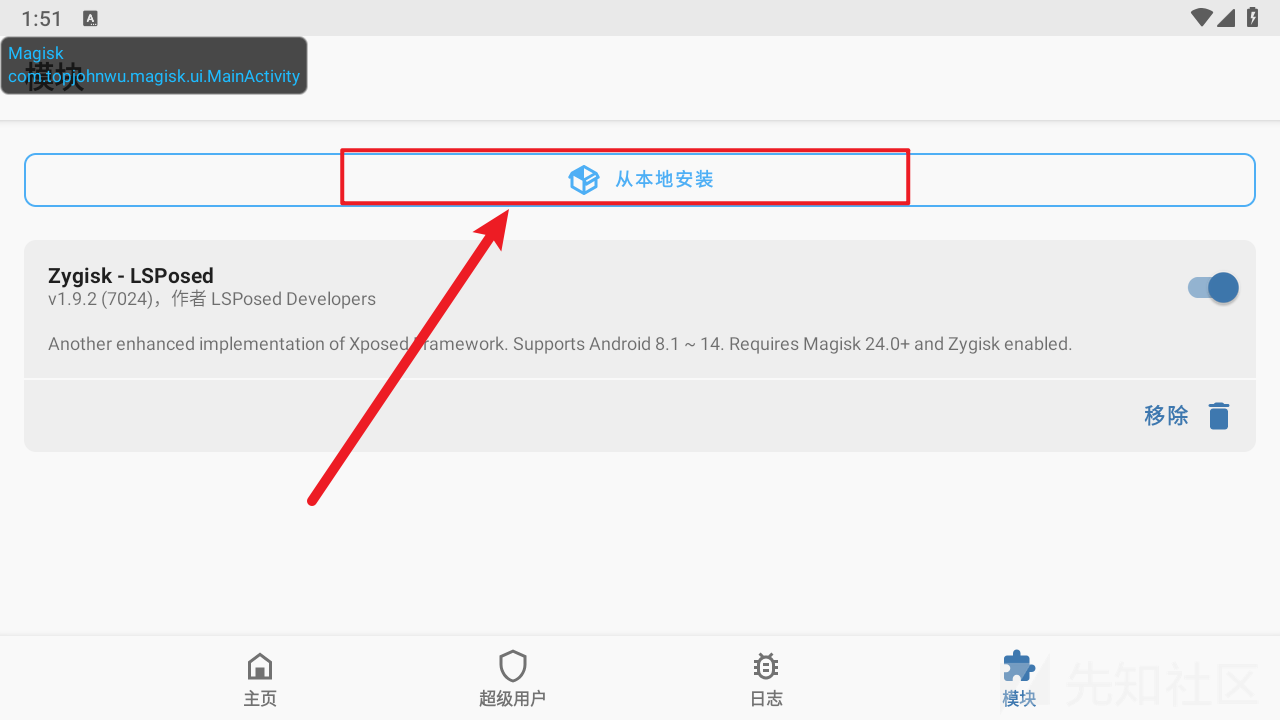 1:51
A
Magisk
com.topjohnwu.magisk.ui.MainActivity
模块
从本地安装
Zygisk - LSPosed
v1.9.2 (7024)，作者 LSPosed Developers
Another enhanced implementation of Xposed Framework. Supports Android 8.1 ~ 14. Requires Magisk 24.0+ and Zygisk enabled.
移除
主页
超级用户
日志
模块
先知社区